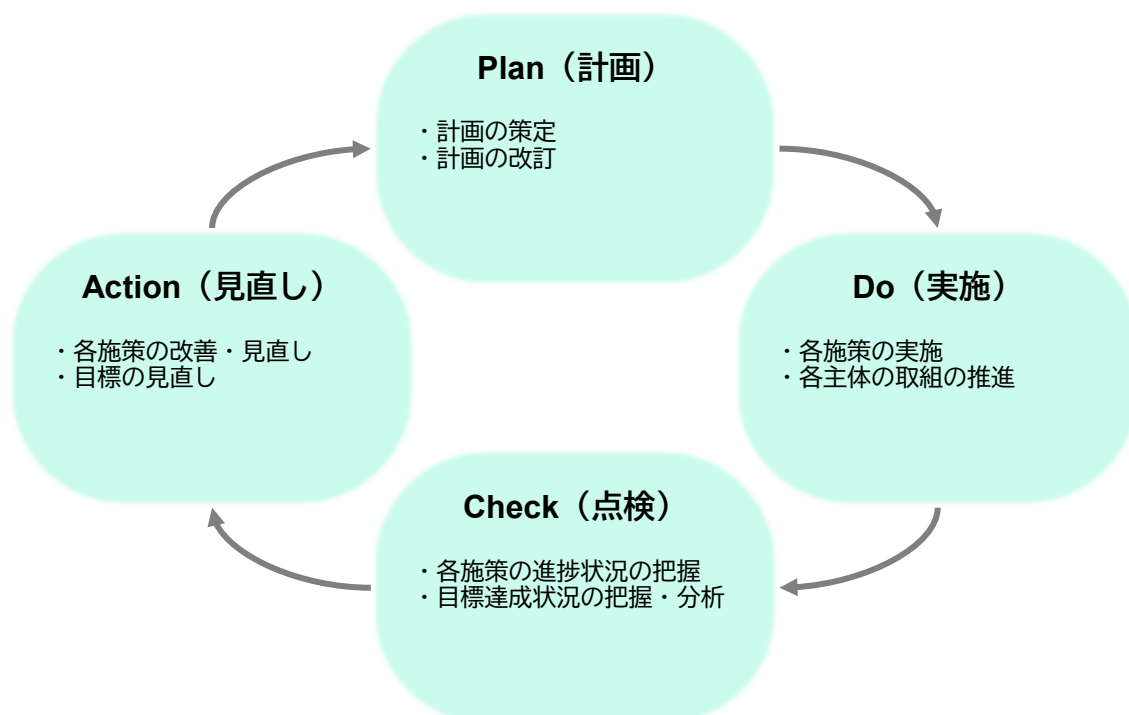 Plan（計画）
・計画の策定
・計画の改訂
Action（見直し）
・各施策の改善・見直し
・目標の見直し
Do（実施）
・各施策の実施
・各主体の取組の推進
Check（点検）
・各施策の進捗状況の把握
・目標達成状況の把握・分析